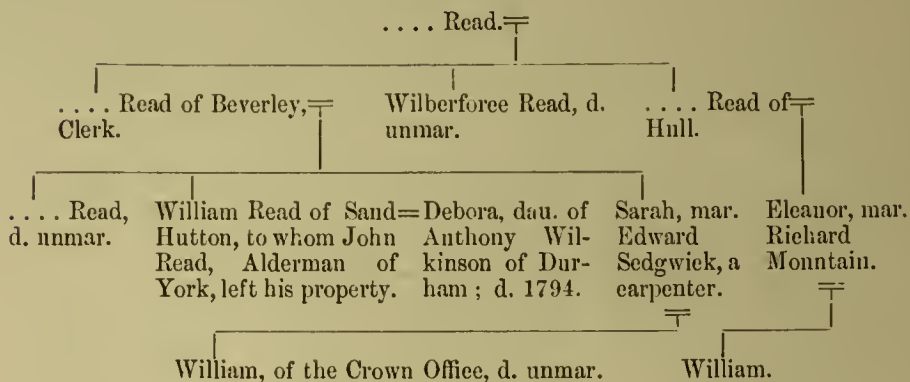 .... Read.
.... Read of Beverley,
Clerk.
Wilberforce Read, d.
unmar.
.... Read of
Hull.
.... Read,
d. unmar.
William Read of Sand=
Hutton, to whom John
Read, Alderman of
York, left his property.
Debora, dau. of
Anthony Wil-
kinson of Dur-
ham ; d. 1794.
Sarah, mar.
Edward
Sedgwick, a
carpenter.
Eleanor, mar.
Richard
Mountain.
William, of the Crown Office, d. unmar.
William.